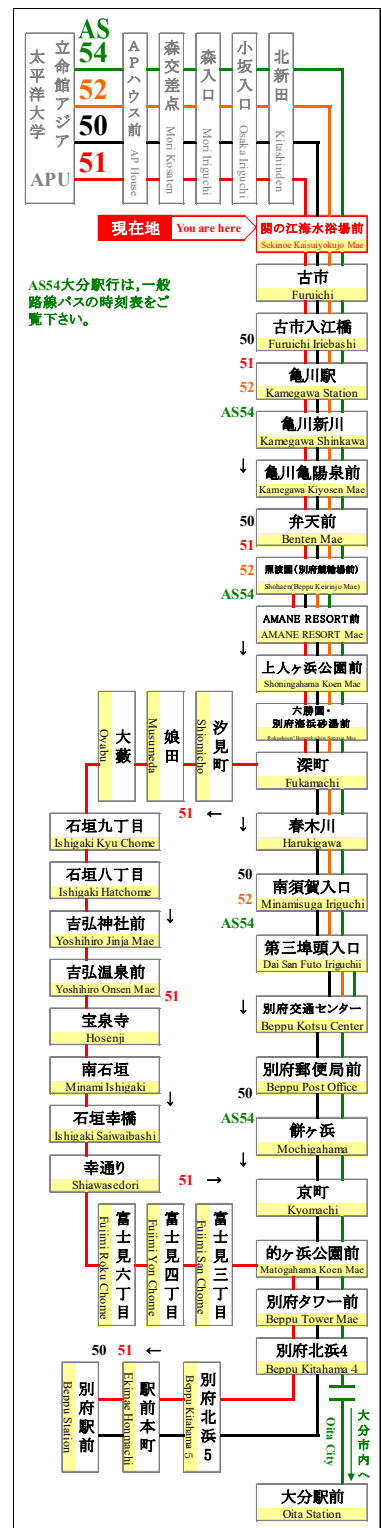 AS
54
52
50
51
立命館アジア
太平洋大学
APU
APハウス前
AP House
森交差点
Mori Kosaten
森入口
Mori Iriguchi
小坂入口
Osaka Iriguchi
北新田
Kitashinden
現在地
You are here
関の江海水浴場前
Sekinoe Kaisuiyokujo Mae
AS54大分駅行は,一般
路線バスの時刻表をご
覧下さい。
古市
Furuichi
50
古市入江橋
Furuichi Iriebashi
51
亀川駅
52
Kamegawa Station
AS54
亀川新川
Kamegawa Shinkawa
↓
亀川亀陽泉前
Kamegawa Kiyosen Mae
50
弁天前
51
Benten Mae
52
照波園(別府競輪場前)
Shohaen(Beppu Keirinjo Mae)
AS54
AMANE RESORT前
AMANE RESORT Mae
↓
上人ヶ浜公園前
Shoningahama Koen Mae
六勝園・
別府海浜砂湯前
深町
Fukamachi
汐見町
Shiomicho
娘田
Musumeda
大藪
Oyabu
51 ←
↓
春木川
Harukigawa
50
52
南須賀入口
Minamisuga Iriguchi
AS54
第三埠頭入口
Dai San Futo Iriguchii
↓
別府交通センター
Beppu Kotsu Center
別府郵便局前
Beppu Post Office
50
AS54
餅ヶ浜
Mochigahama
↓
京町
Kyomachi
石垣九丁目
Ishigaki Kyu Chome
石垣八丁目
Ishigaki Hatchome
吉弘神社前
Yoshihiro Jinja Mae
↓
吉弘温泉前
Yoshihiro Onsen Mae
51
宝泉寺
Hosenji
南石垣
Minami Ishigaki
石垣幸橋
Ishigaki Saiwaibashi
↓
幸通り
Shiawasedori
51 →
富士見六丁目
Fujimi Roku Chome
富士見四丁目
Fujimi Yon Chome
富士見三丁目
Fujimi San Chome
的ヶ浜公園前
Matogahama Koen Mae
別府タワー前
Beppu Tower Mae
別府北浜4
Beppu Kitahama 4
50 51 ←
別府北浜5
Beppu Kitahama 5
駅前本町
Ekimae Honmachi
別府駅前
Beppu Station
大分市内へ
Oita City
大分駅前
Oita Station